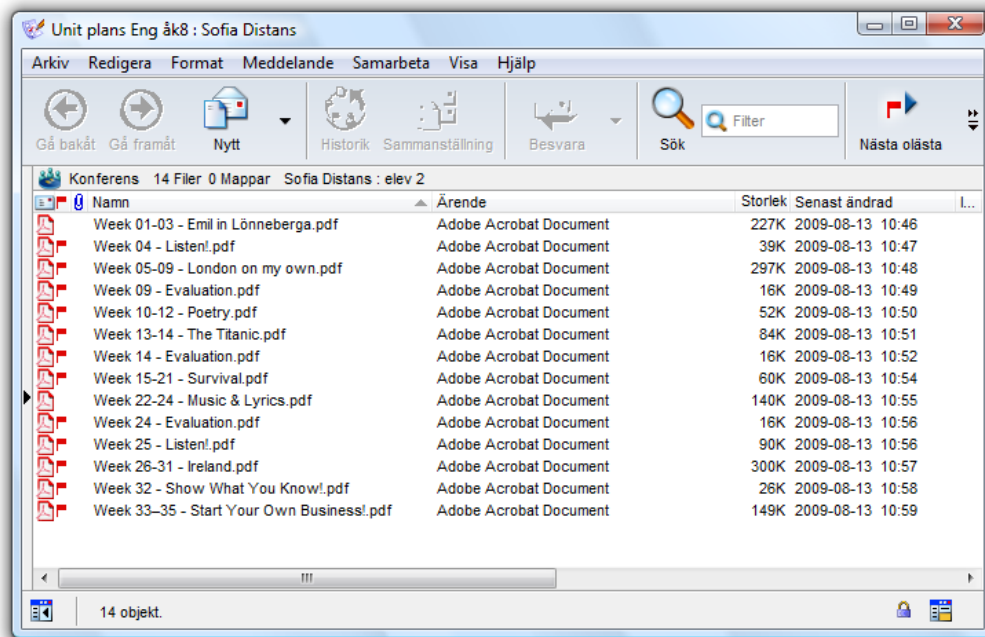 Unit plans Eng åk8 : Sofia Distans
Arkiv Redigera Format Meddelande Samarbeta Visa Hjälp
Gå bakåt Gå framåt Nytt Historik Sammanställning Besvara Sök Filter Nästa olästa
Konferens 14 Filer 0 Mappar Sofia Distans : elev 2
Namn Ärende Storlek Senast ändrad I...
Week 01-03 - Emil in Lönneberga.pdf Adobe Acrobat Document 227K 2009-08-13 10:46
Week 04 - Listen!.pdf Adobe Acrobat Document 39K 2009-08-13 10:47
Week 05-09 - London on my own.pdf Adobe Acrobat Document 297K 2009-08-13 10:48
Week 09 - Evaluation.pdf Adobe Acrobat Document 16K 2009-08-13 10:49
Week 10-12 - Poetry.pdf Adobe Acrobat Document 52K 2009-08-13 10:50
Week 13-14 - The Titanic.pdf Adobe Acrobat Document 84K 2009-08-13 10:51
Week 14 - Evaluation.pdf Adobe Acrobat Document 16K 2009-08-13 10:52
Week 15-21 - Survival.pdf Adobe Acrobat Document 60K 2009-08-13 10:54
Week 22-24 - Music & Lyrics.pdf Adobe Acrobat Document 140K 2009-08-13 10:55
Week 24 - Evaluation.pdf Adobe Acrobat Document 16K 2009-08-13 10:56
Week 25 - Listen!.pdf Adobe Acrobat Document 90K 2009-08-13 10:56
Week 26-31 - Ireland.pdf Adobe Acrobat Document 300K 2009-08-13 10:57
Week 32 - Show What You Know!.pdf Adobe Acrobat Document 26K 2009-08-13 10:58
Week 33–35 - Start Your Own Business!.pdf Adobe Acrobat Document 149K 2009-08-13 10:59
14 objekt.